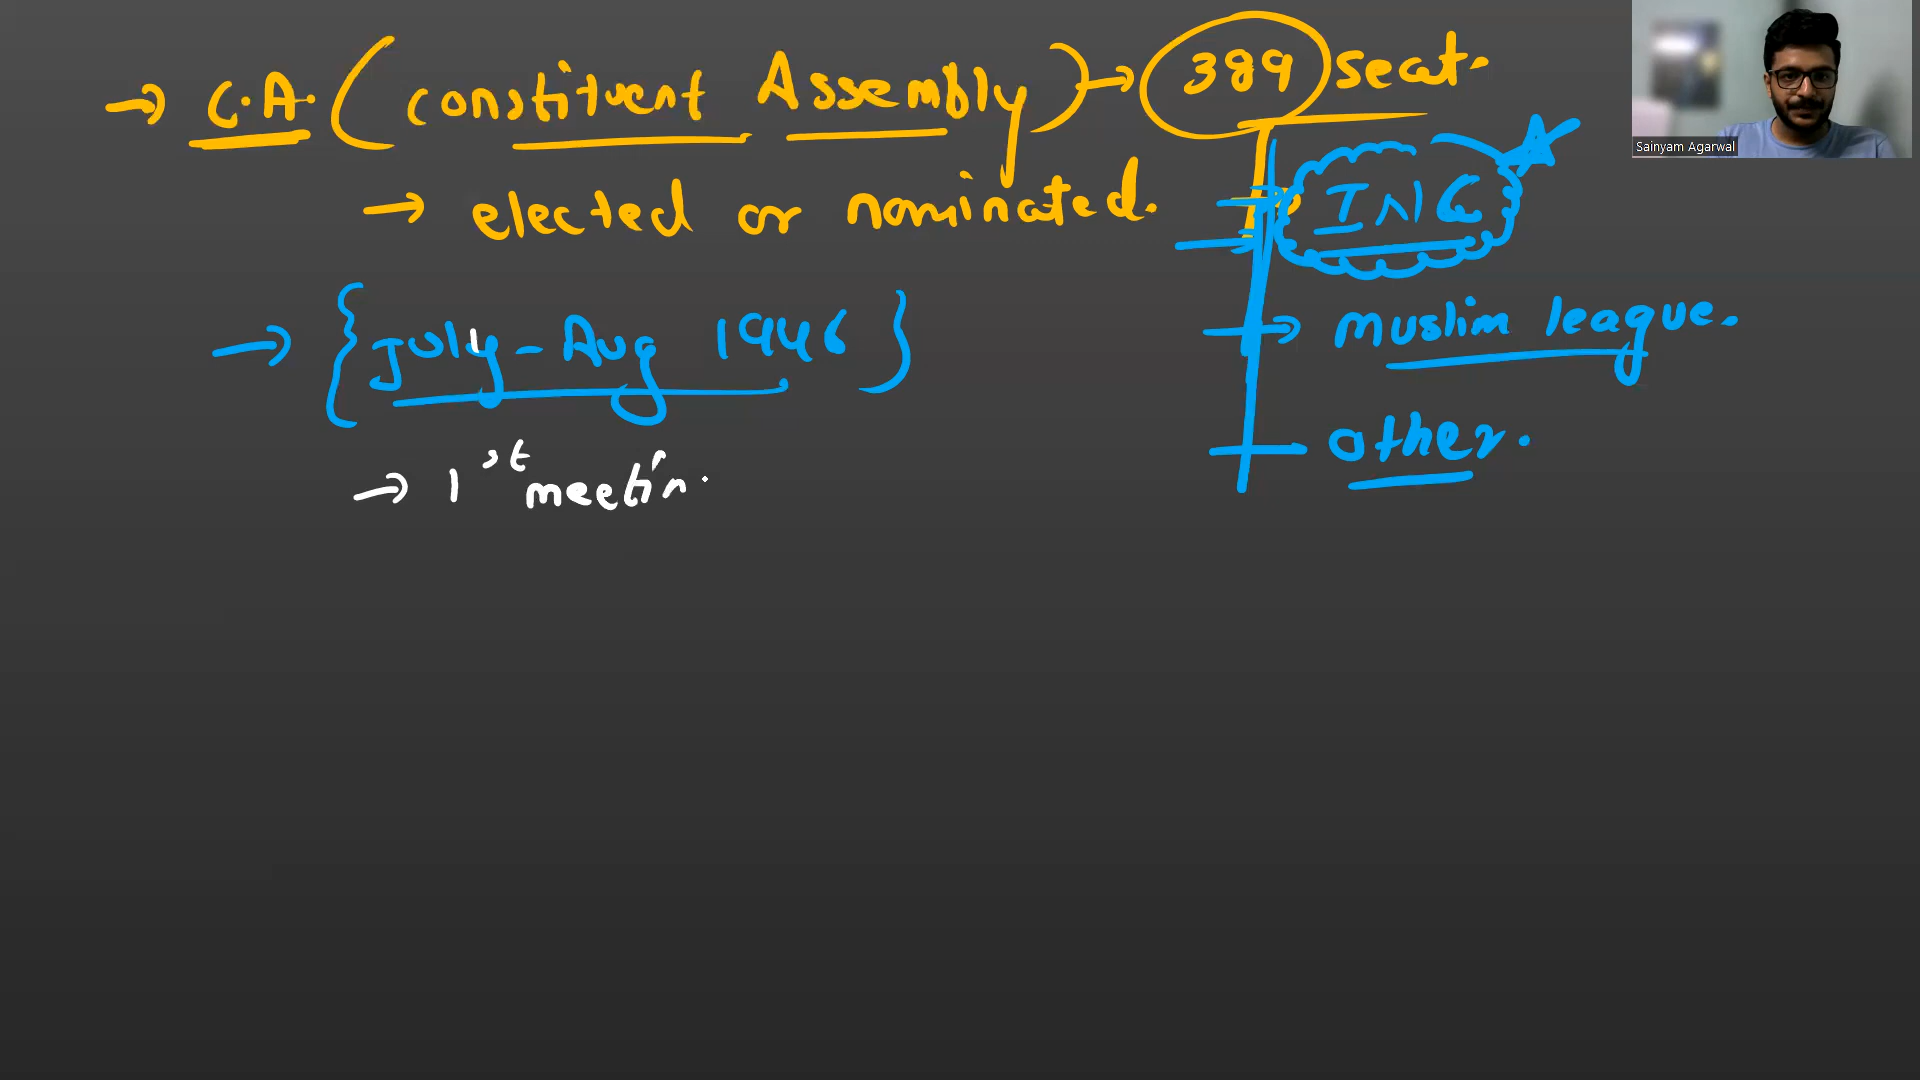 → C.A. (constituent Assembly) → 389 seat.
→ elected or nominated.
INC
→ {July - Aug 1946}
→ muslim league.
other.
→ 1st meetin.
Sainyam Agarwal